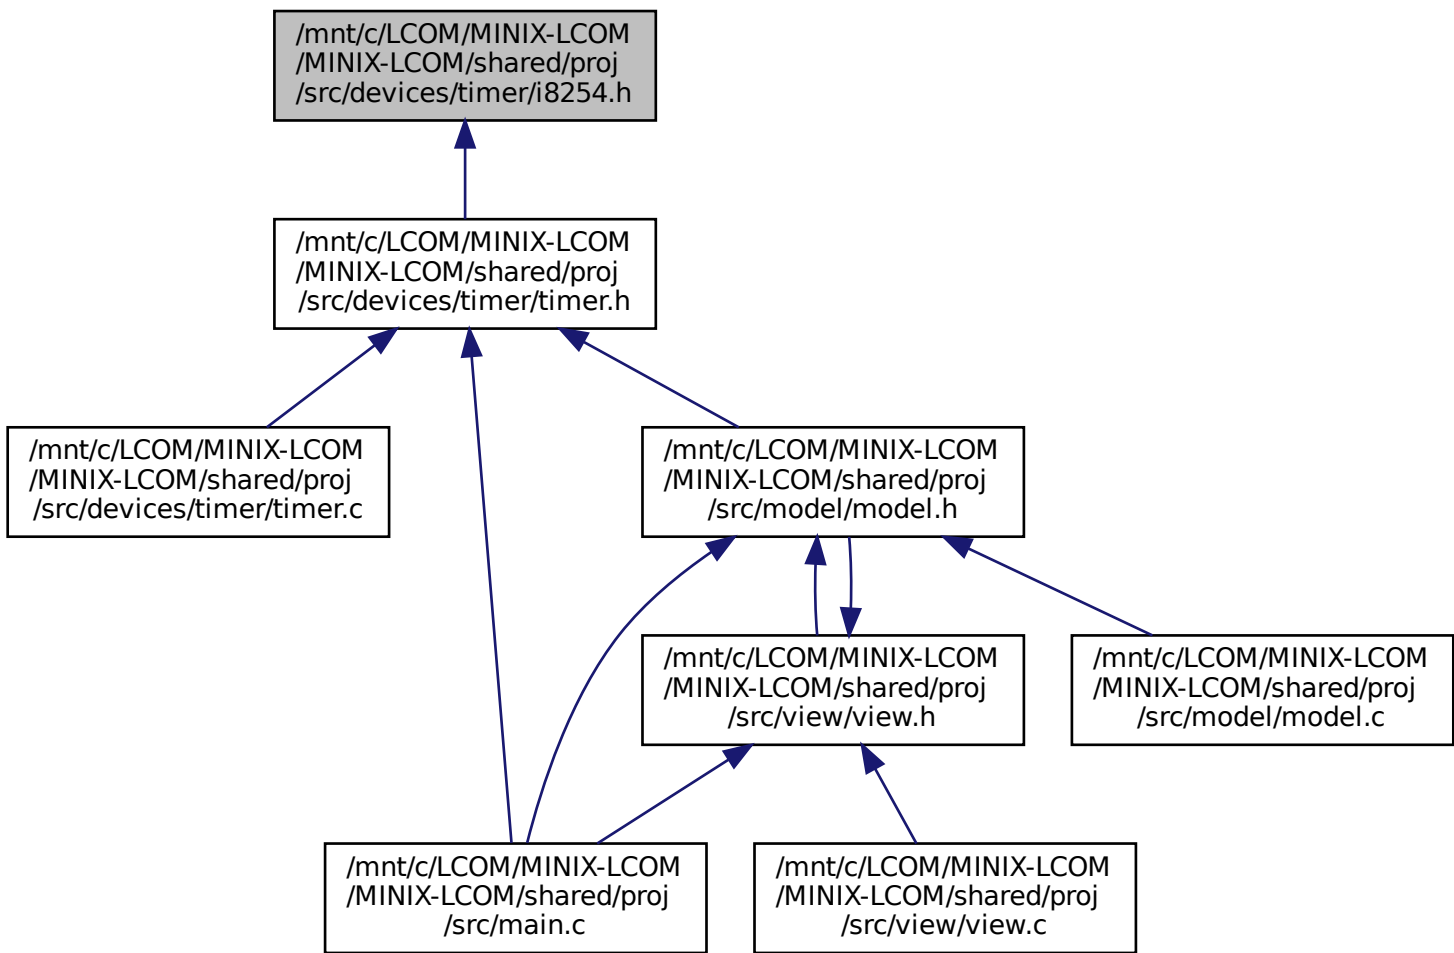 /mnt/c/LCOM/MINIX-LCOM
/MINIX-LCOM/shared/proj
/src/devices/timer/i8254.h
/mnt/c/LCOM/MINIX-LCOM
/MINIX-LCOM/shared/proj
/src/devices/timer/timer.h
/mnt/c/LCOM/MINIX-LCOM
/MINIX-LCOM/shared/proj
/src/devices/timer/timer.c
/mnt/c/LCOM/MINIX-LCOM
/MINIX-LCOM/shared/proj
/src/model/model.h
/mnt/c/LCOM/MINIX-LCOM
/MINIX-LCOM/shared/proj
/src/view/view.h
/mnt/c/LCOM/MINIX-LCOM
/MINIX-LCOM/shared/proj
/src/model/model.c
/mnt/c/LCOM/MINIX-LCOM
/MINIX-LCOM/shared/proj
/src/main.c
/mnt/c/LCOM/MINIX-LCOM
/MINIX-LCOM/shared/proj
/src/view/view.c